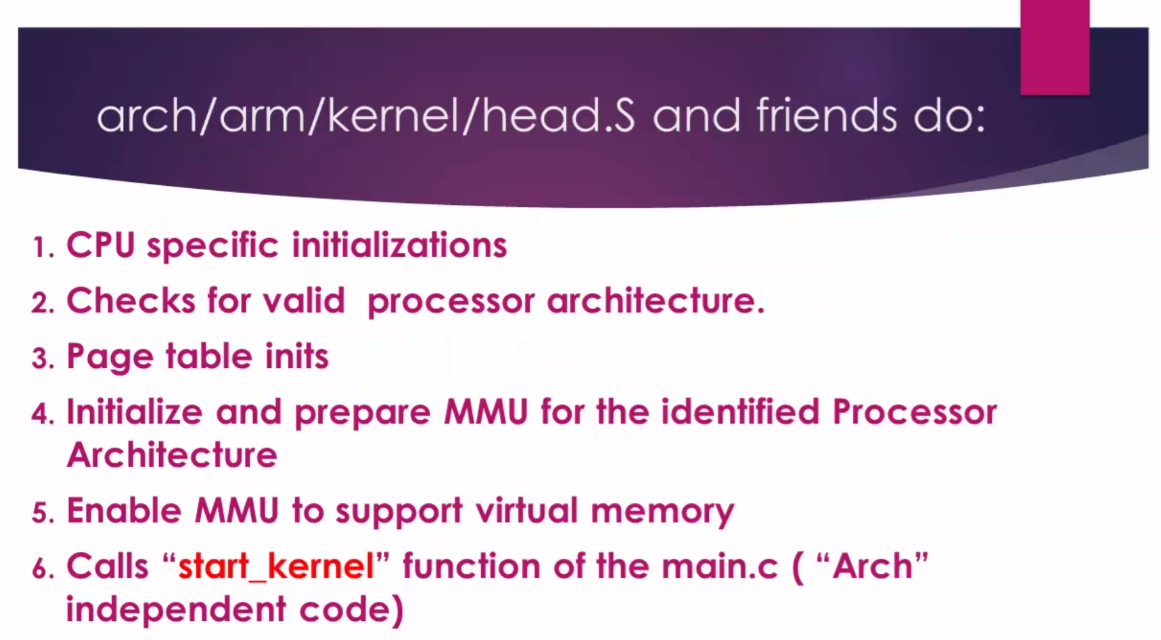 arch/arm/kernel/head.S and friends do:
1. CPU specific initializations
2. Checks for valid  processor architecture.
3. Page table inits
4. Initialize and prepare MMU for the identified Processor
Architecture
5. Enable MMU to support virtual memory
6. Calls “start_kernel” function of the main.c ( “Arch”
independent code)